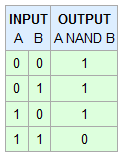 INPUT OUTPUT
A B A NAND B
0 0 1
0 1 1
1 0 1
1 1 0